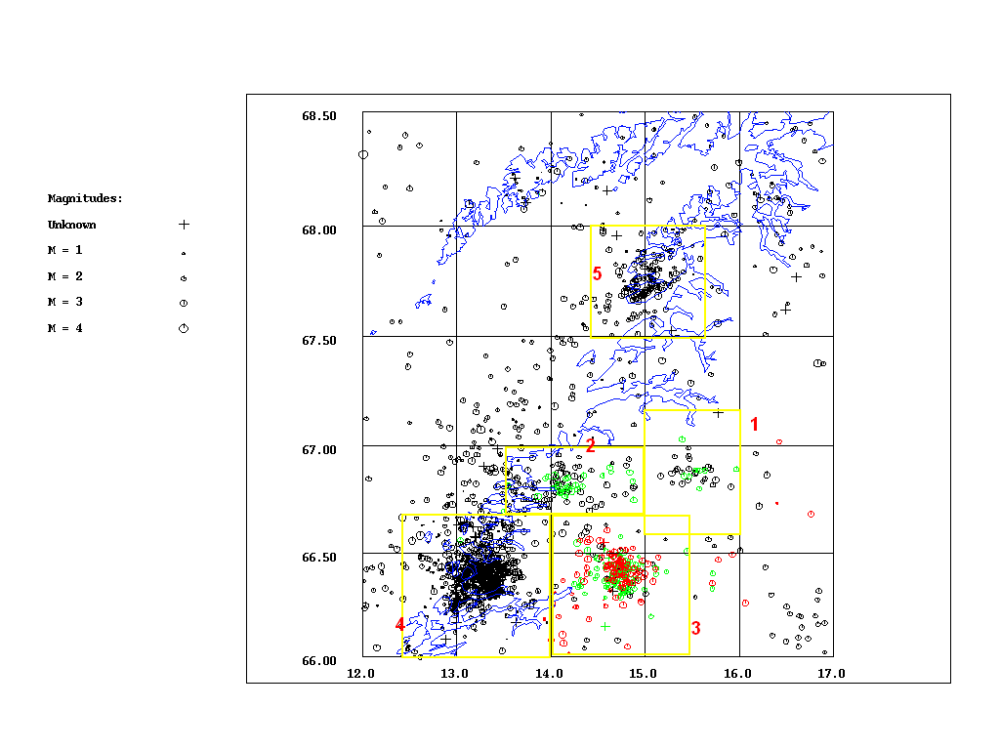 68.50
Magnitudes:
Unknown
68.00
M = 1
M = 2
5
M = 3
M = 4
67.50
1
2
67.00
66.50
4
3
66.00
12.0 13.0 14.0 15.0 16.0 17.0